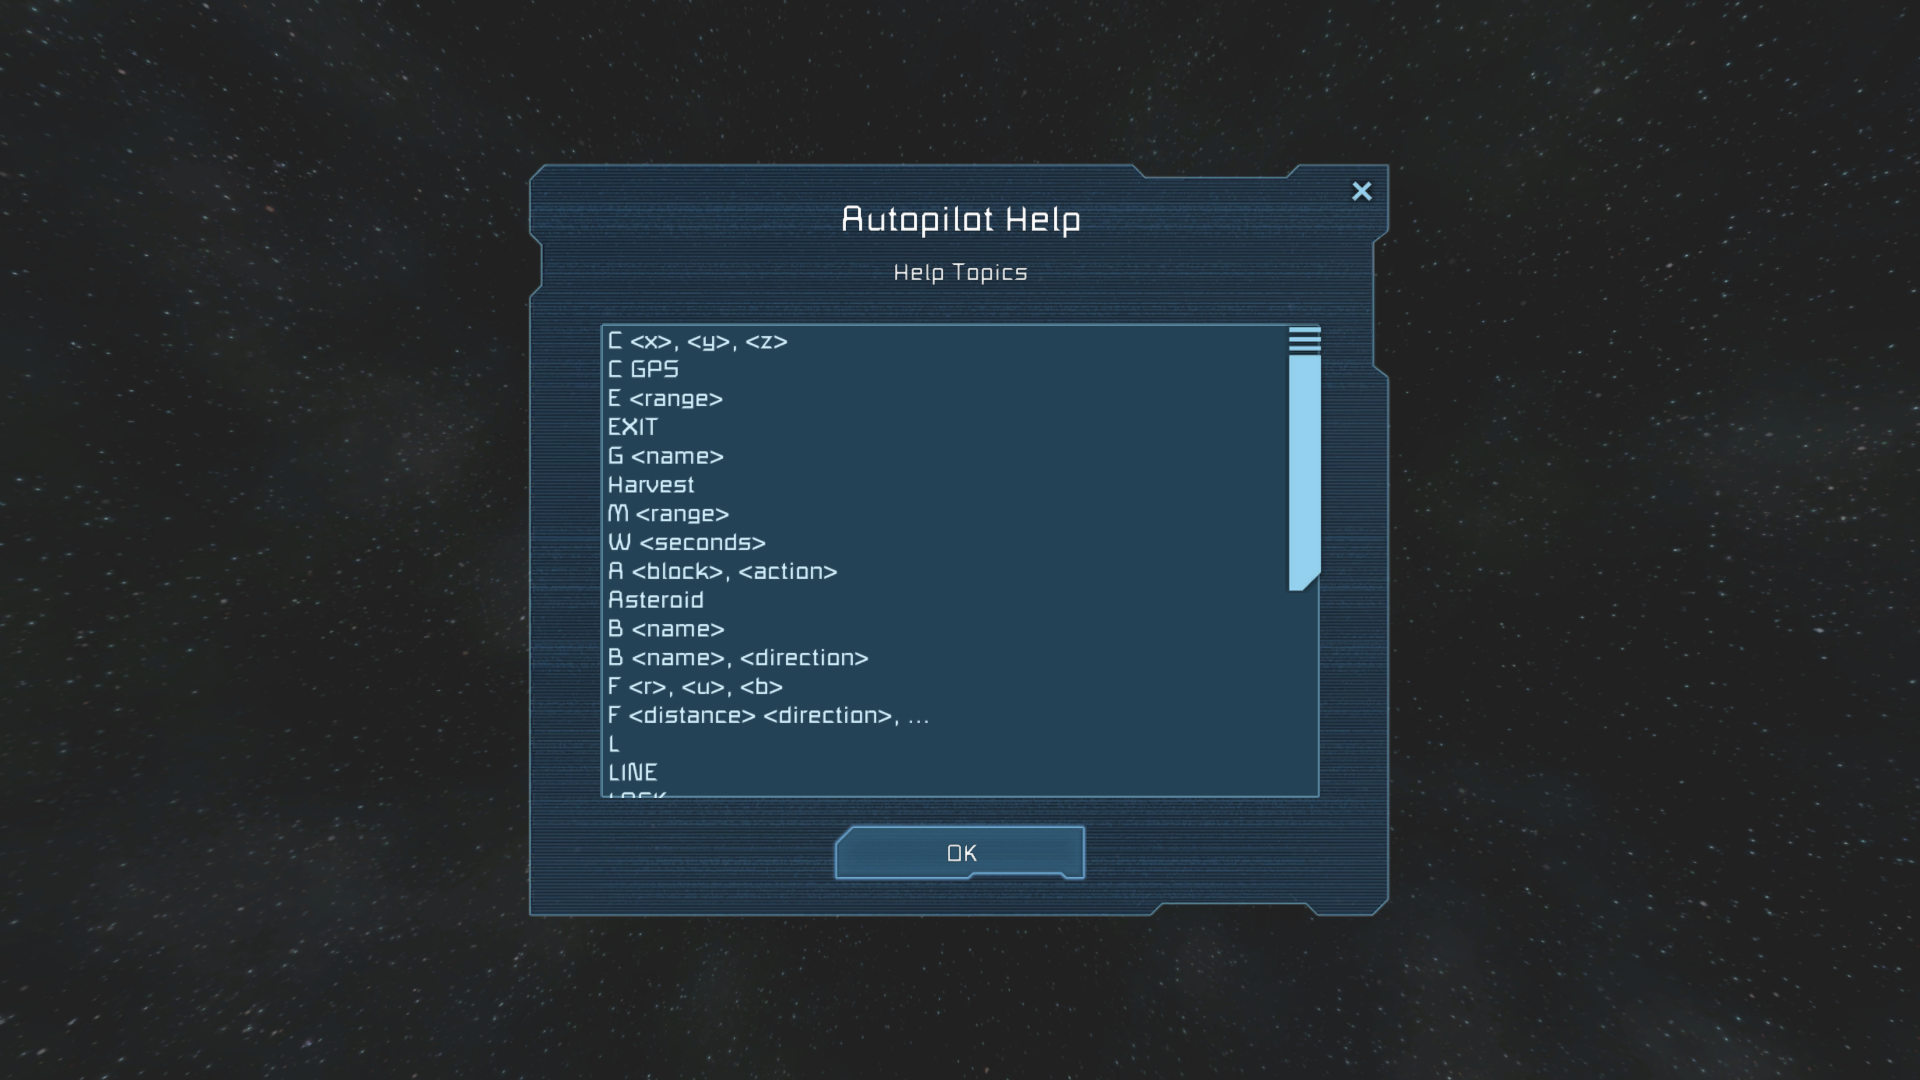 Autopilot Help
Help Topics
C <x>, <y>, <z>
C GPS
E <range>
EXIT
G <name>
Harvest
M <range>
W <seconds>
A <block>, <action>
Asteroid
B <name>
B <name>, <direction>
F <r>, <u>, <b>
F <distance> <direction>, ...
L
LINE
OK